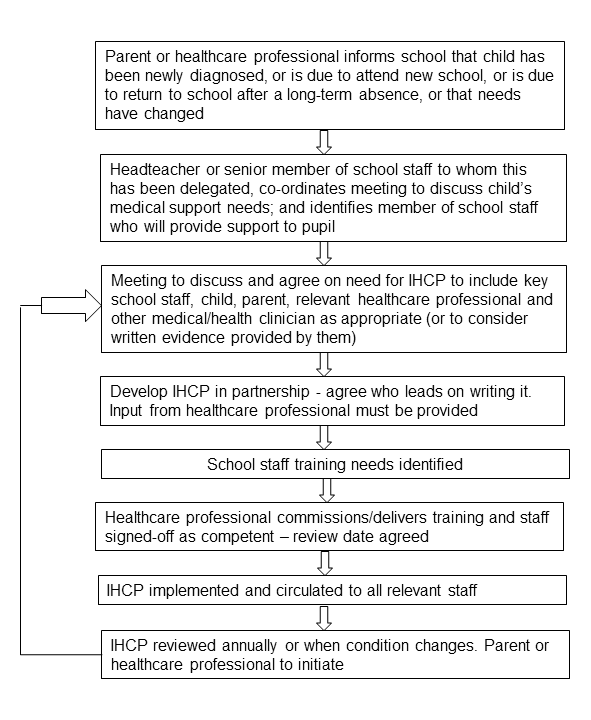 Parent or healthcare professional informs school that child has
been newly diagnosed, or is due to attend new school, or is due
to return to school after a long-term absence, or that needs
have changed
Headteacher or senior member of school staff to whom this
has been delegated, co-ordinates meeting to discuss child's
medical support needs; and identifies member of school staff
who will provide support to pupil
Meeting to discuss and agree on need for IHCP to include key
school staff, child, parent, relevant healthcare professional and
other medical/health clinician as appropriate (or to consider
written evidence provided by them)
Develop IHCP in partnership - agree who leads on writing it.
Input from healthcare professional must be provided
School staff training needs identified
Healthcare professional commissions/delivers training and staff
signed-off as competent – review date agreed
IHCP implemented and circulated to all relevant staff
IHCP reviewed annually or when condition changes. Parent or
healthcare professional to initiate